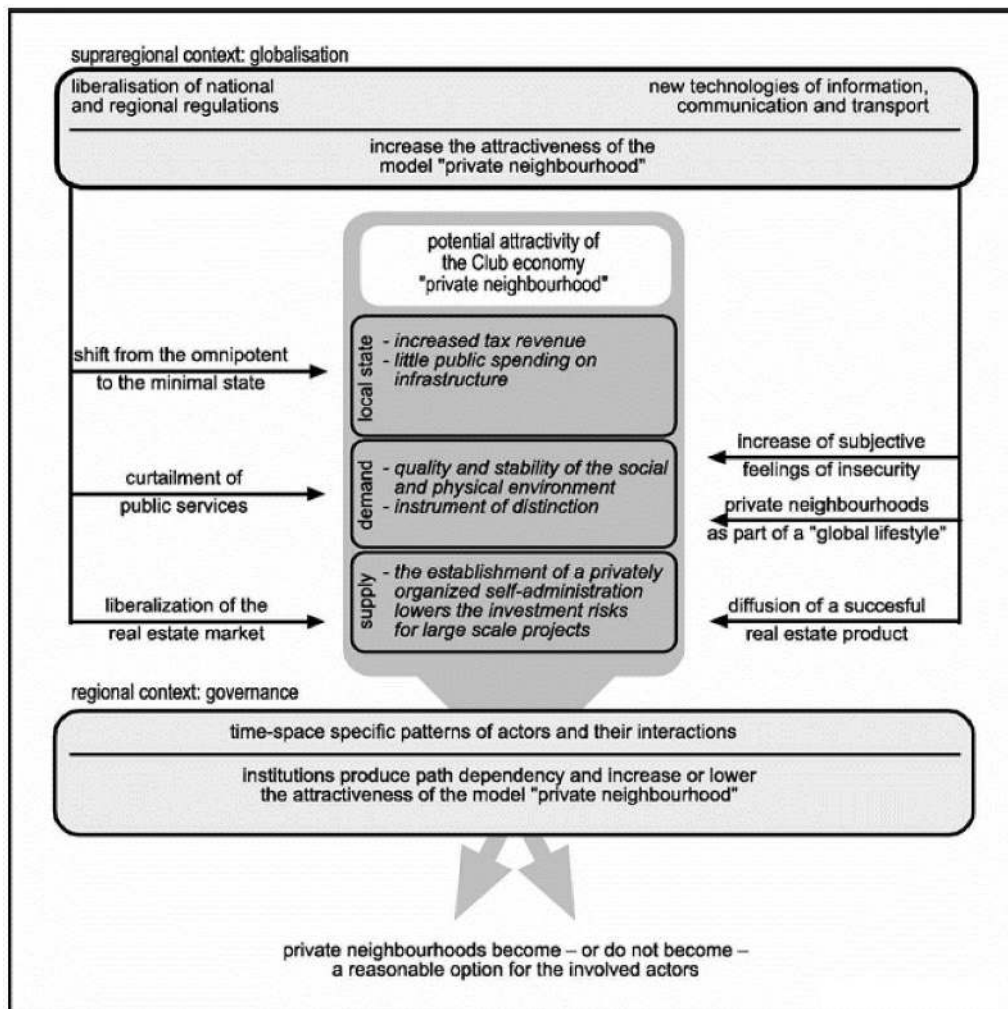 supraregional context: globalisation
liberalisation of national
and regional regulations
new technologies of information,
communication and transport
increase the attractiveness of the
model "private neighbourhood"
potential attractivity of
the Club economy
"private neighbourhood"
shift from the omnipotent
to the minimal state
local state
- increased tax revenue
- little public spending on
infrastructure
curtailment of
public services
demand
- quality and stability of the social
and physical environment
- instrument of distinction
increase of subjective
feelings of insecurity
private neighbourhoods
as part of a "global lifestyle"
liberalization of the
real estate market
supply
- the establishment of a privately
organized self-administration
lowers the investment risks
for large scale projects
diffusion of a succesful
real estate product
regional context: governance
time-space specific patterns of actors and their interactions
institutions produce path dependency and increase or lower
the attractiveness of the model "private neighbourhood"
private neighbourhoods become – or do not become –
a reasonable option for the involved actors